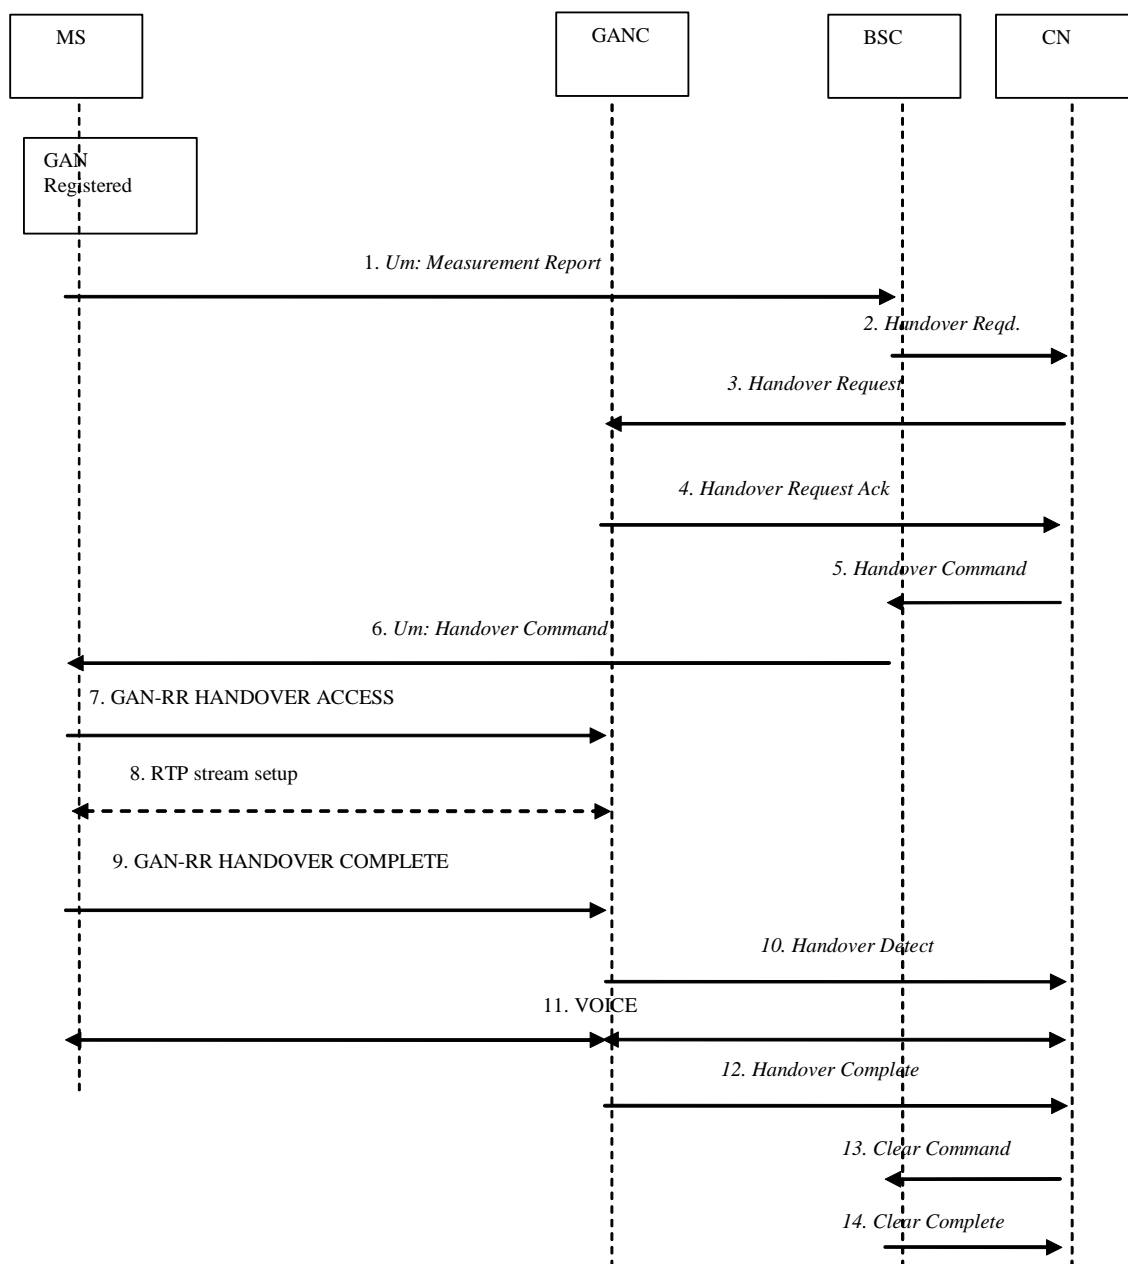 MS
GANC
BSC
CN
GAN
Registered
1. Um: Measurement Report
2. Handover Reqd.
3. Handover Request
4. Handover Request Ack
5. Handover Command
6. Um: Handover Command
7. GAN-RR HANDOVER ACCESS
8. RTP stream setup
9. GAN-RR HANDOVER COMPLETE
10. Handover Detect
11. VOICE
12. Handover Complete
13. Clear Command
14. Clear Complete